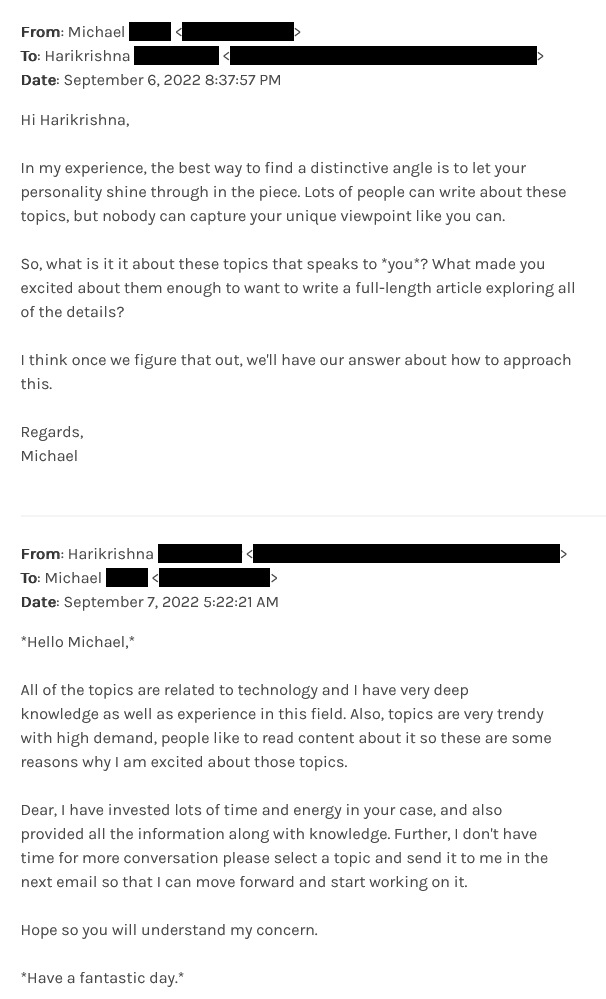 From: Michael <>
To: Harikrishna <>
Date: September 6, 2022 8:37:57 PM
Hi Harikrishna,
In my experience, the best way to find a distinctive angle is to let your
personality shine through in the piece. Lots of people can write about these
topics, but nobody can capture your unique viewpoint like you can.
So, what is it it about these topics that speaks to *you*? What made you
excited about them enough to want to write a full-length article exploring all
of the details?
I think once we figure that out, we'll have our answer about how to approach
this.
Regards,
Michael
From: Harikrishna <>
To: Michael <>
Date: September 7, 2022 5:22:21 AM
*Hello Michael,*
All of the topics are related to technology and I have very deep
knowledge as well as experience in this field. Also, topics are very trendy
with high demand, people like to read content about it so these are some
reasons why I am excited about those topics.
Dear, I have invested lots of time and energy in your case, and also
provided all the information along with knowledge. Further, I don't have
time for more conversation please select a topic and send it to me in the
next email so that I can move forward and start working on it.
Hope so you will understand my concern.
*Have a fantastic day.*